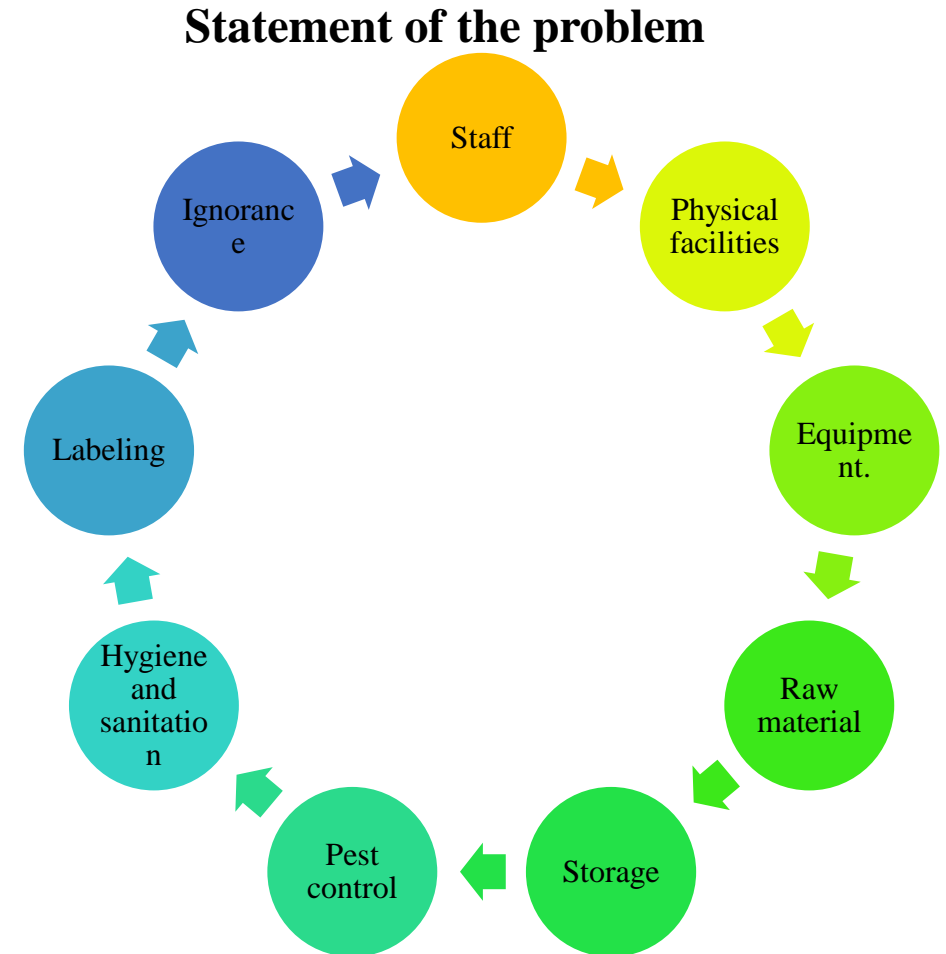 Statement of the problem
Staff
Physical
facilities
Equipme
nt.
Raw
material
Storage
Pest
control
Hygiene
and
sanitatio
n
Labeling
Ignoranc
e